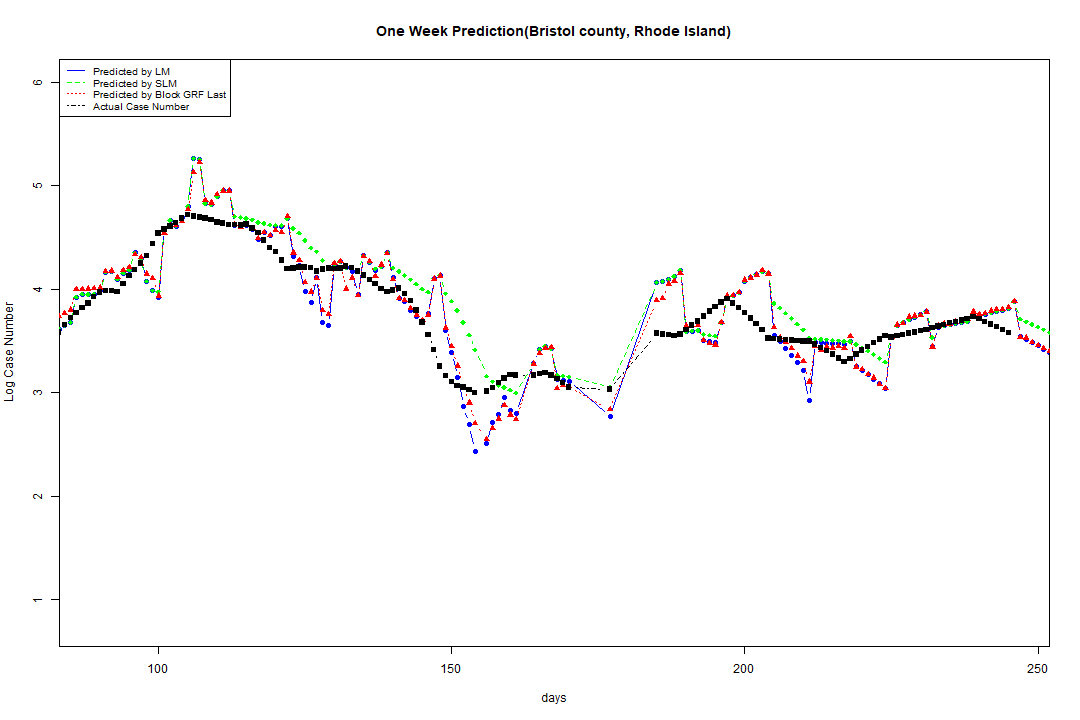 One Week Prediction(Bristol county, Rhode Island)
Predicted by LM
Predicted by SLM
Predicted by Block GRF Last
Actual Case Number
6
5
4
3
2
1
Log Case Number
100
150
200
250
days